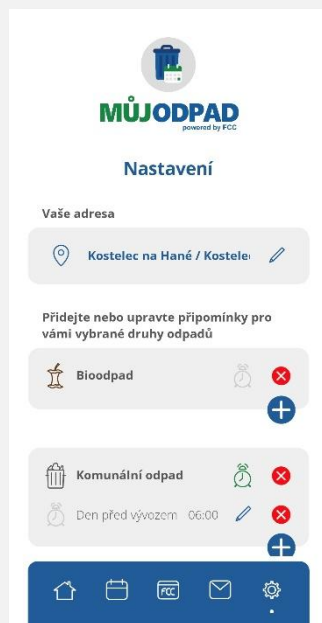 MŮJODPAD
powered by FCC
Nastavení
Vaše adresa
Kostelec na Hané / Kostele
Přidejte nebo upravte připomínky pro
vámi vybrané druhy odpadů
Bioodpad
Komunální odpad
Den před vývozem 06:00
FCC